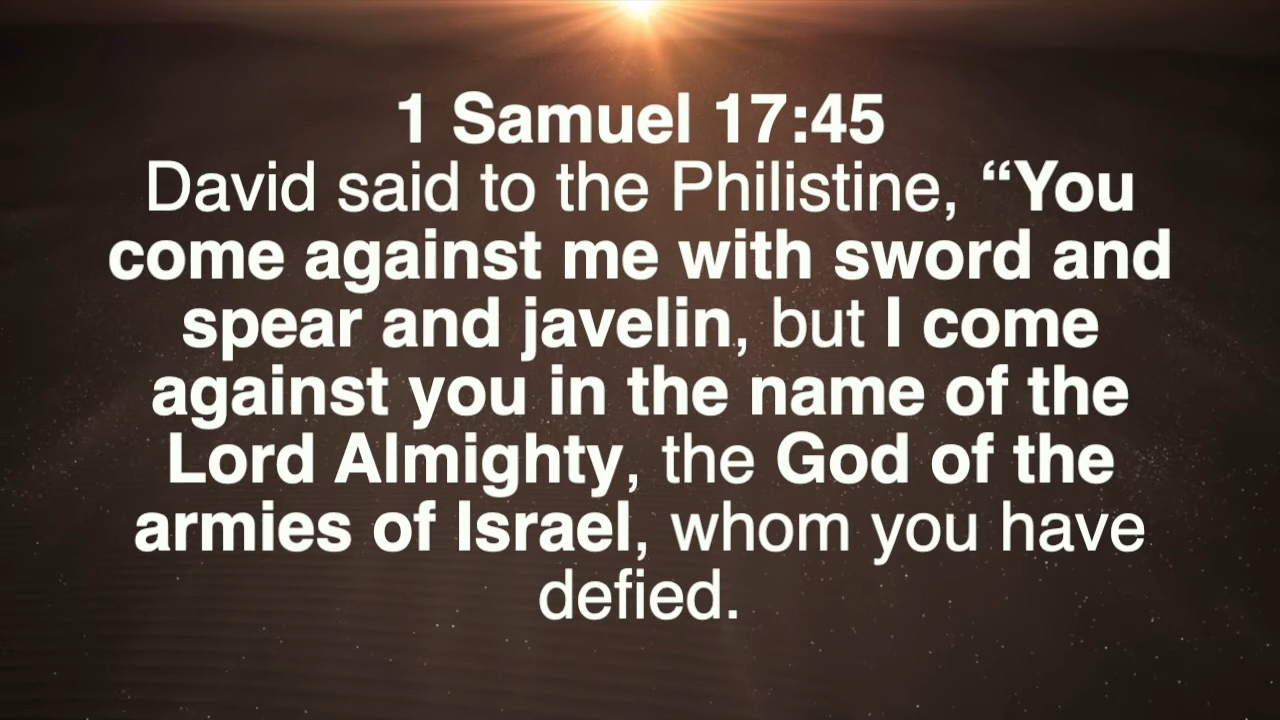 1 Samuel 17:45
David said to the Philistine, “You
come against me with sword and
spear and javelin, but I come
against you in the name of the
Lord Almighty, the God of the
armies of Israel, whom you have
defied.